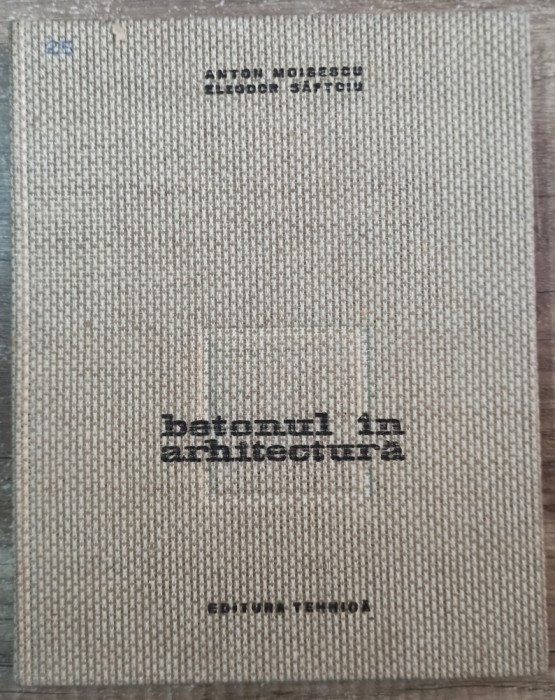 25
ANTON MOISESCU
ELEODOR SĂFTOIU
betonul în
arhitectură
EDITURA TEHNICĂ